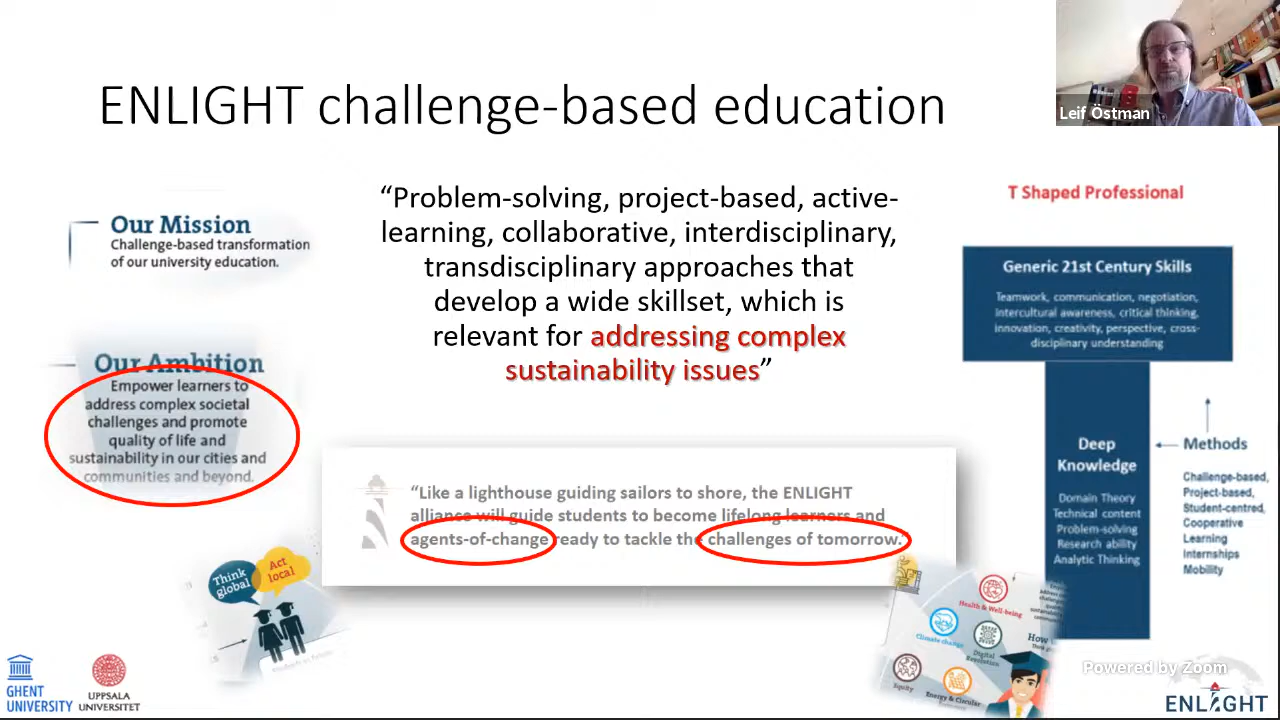 ENLIGHT challenge-based education
Leif Östman
Our Mission
Challenge-based transformation
of our university education.
Our Ambition
Empower learners to
address complex societal
challenges and promote
quality of life and
sustainability in our cities and
communities and beyond.
“Problem-solving, project-based, active-
learning, collaborative, interdisciplinary,
transdisciplinary approaches that
develop a wide skillset, which is
relevant for addressing complex
sustainability issues”
“Like a lighthouse guiding sailors to shore, the ENLIGHT
alliance will guide students to become lifelong learners and
agents-of-change ready to tackle the challenges of tomorrow.
T Shaped Professional
Generic 21st Century Skills
Teamwork, communication, negotiation,
intercultural awareness, critical thinking,
innovation, creativity, perspective, cross-
disciplinary understanding
Deep
Knowledge
Domain Theory
Technical content
Problem-solving
Research ability
Analytic Thinking
Methods
Challenge-based,
Project-based,
Student-centred,
Cooperative
Learning
Internships
Mobility
Think
global
Act
local
Health & Well-being
Climate change
Digital
Revolution
Equity
Energy & Circular
How
GHENT
UNIVERSITY
UPPSALA
UNIVERSITET
Powered by Zoom
ENLIGHT